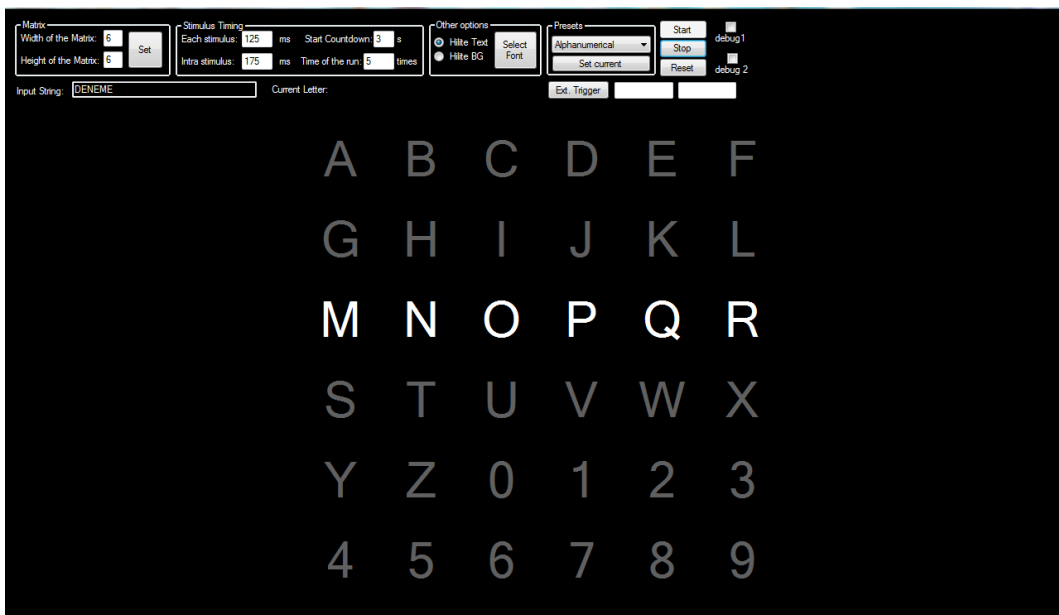 Matrix Stimulus Timing Other options Presets
Width of the Matrix: 6 Set Each stimulus: 125 ms Start Countdown: 3 s Hilite Text Select Font Alphanumerical Start debug1
Height of the Matrix: 6 Intra stimulus: 175 ms Time of the run: 5 times Hilite BG Set current Stop
Reset debug 2
Input String: DENEME Current Letter: Ext. Trigger
A B C D E F
G H I J K L
M N O P Q R
S T U V W X
Y Z 0 1 2 3
4 5 6 7 8 9